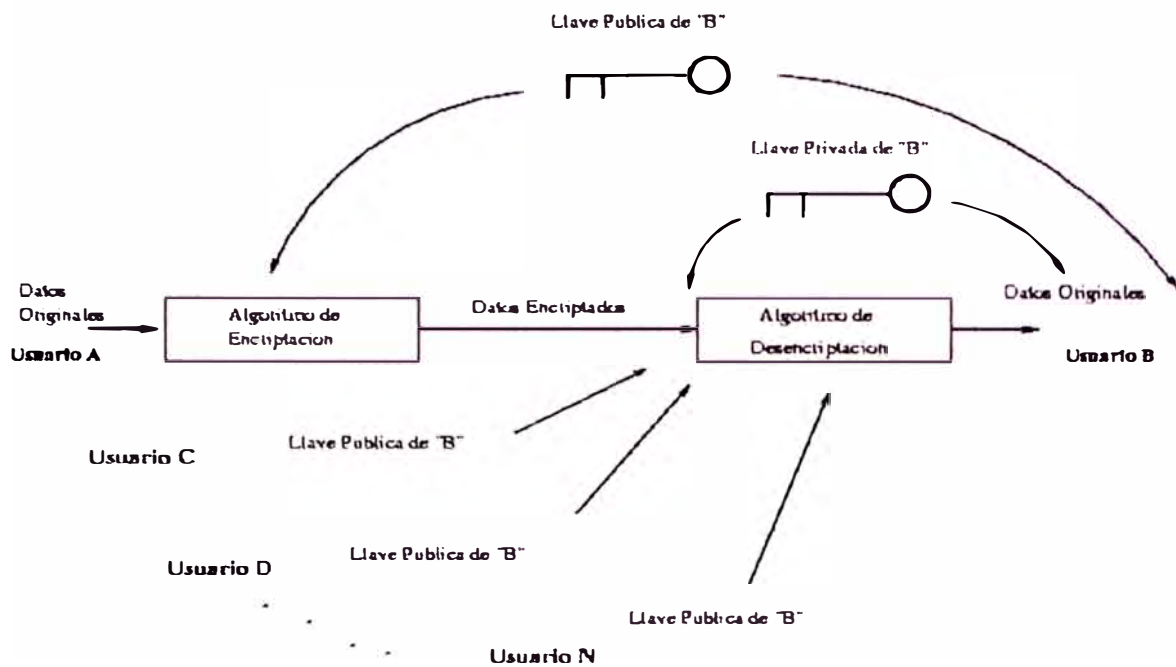 Llave Publica de "B"
Llave Privada de "B"
Datos
Originales
Usuario A
Algoritmo de
Encriptacion
Datos Encriptados
Algoritmo de
Desencriptacion
Datos Originales
Usuario B
Llave Publica de "B"
Usuario C
Llave Publica de "B"
Usuario D
Llave Publica de "B"
Usuario N